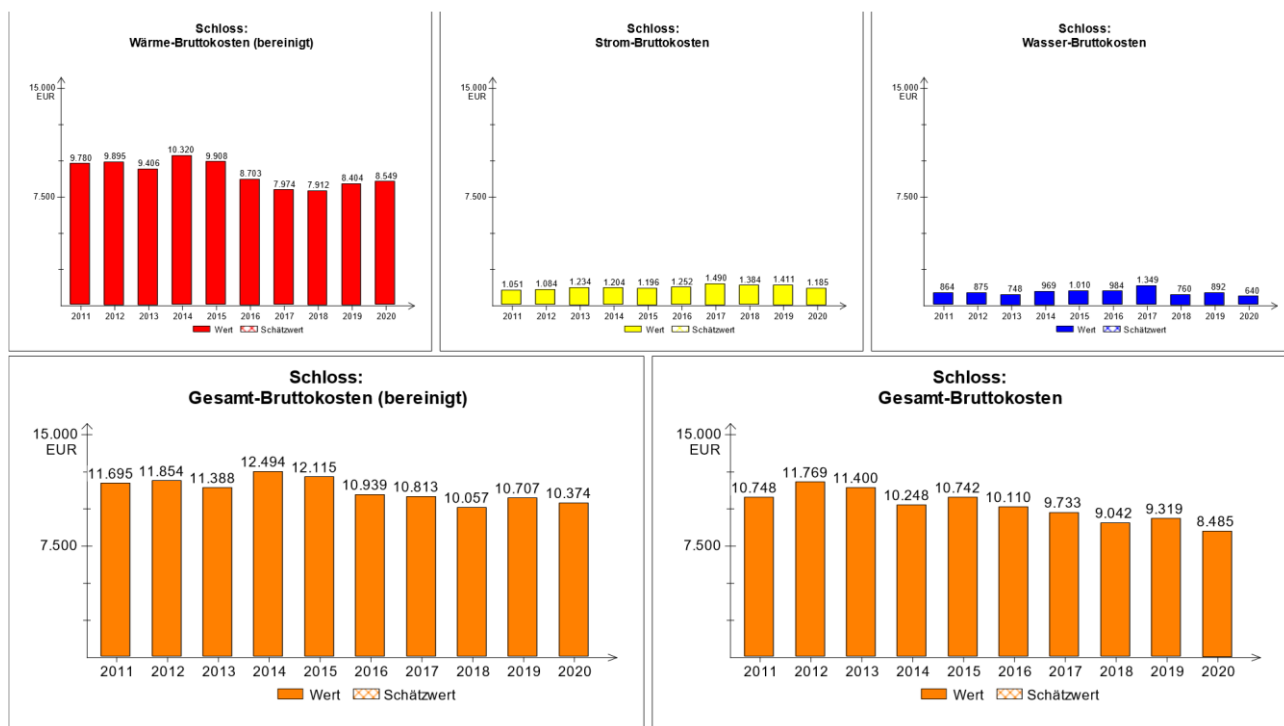 Schloss:
Wärme-Bruttokosten (bereinigt)
15.000
EUR
7.500
9.780
9.895
9.406
10.320
9.908
8.703
7.974
7.912
8.404
8.549
2011 2012 2013 2014 2015 2016 2017 2018 2019 2020
Wert Schätzwert
Schloss:
Strom-Bruttokosten
15.000
EUR
7.500
1.051
1.084
1.234
1.204
1.196
1.252
1.490
1.384
1.411
1.185
2011 2012 2013 2014 2015 2016 2017 2018 2019 2020
Wert Schätzwert
Schloss:
Wasser-Bruttokosten
15.000
EUR
7.500
864
875
748
969
1.010
984
1.349
760
892
640
2011 2012 2013 2014 2015 2016 2017 2018 2019 2020
Wert Schätzwert
Schloss:
Gesamt-Bruttokosten (bereinigt)
15.000
EUR
7.500
11.695
11.854
11.388
12.494
12.115
10.939
10.813
10.057
10.707
10.374
2011 2012 2013 2014 2015 2016 2017 2018 2019 2020
Wert Schätzwert
Schloss:
Gesamt-Bruttokosten
15.000
EUR
7.500
10.748
11.769
11.400
10.248
10.742
10.110
9.733
9.042
9.319
8.485
2011 2012 2013 2014 2015 2016 2017 2018 2019 2020
Wert Schätzwert